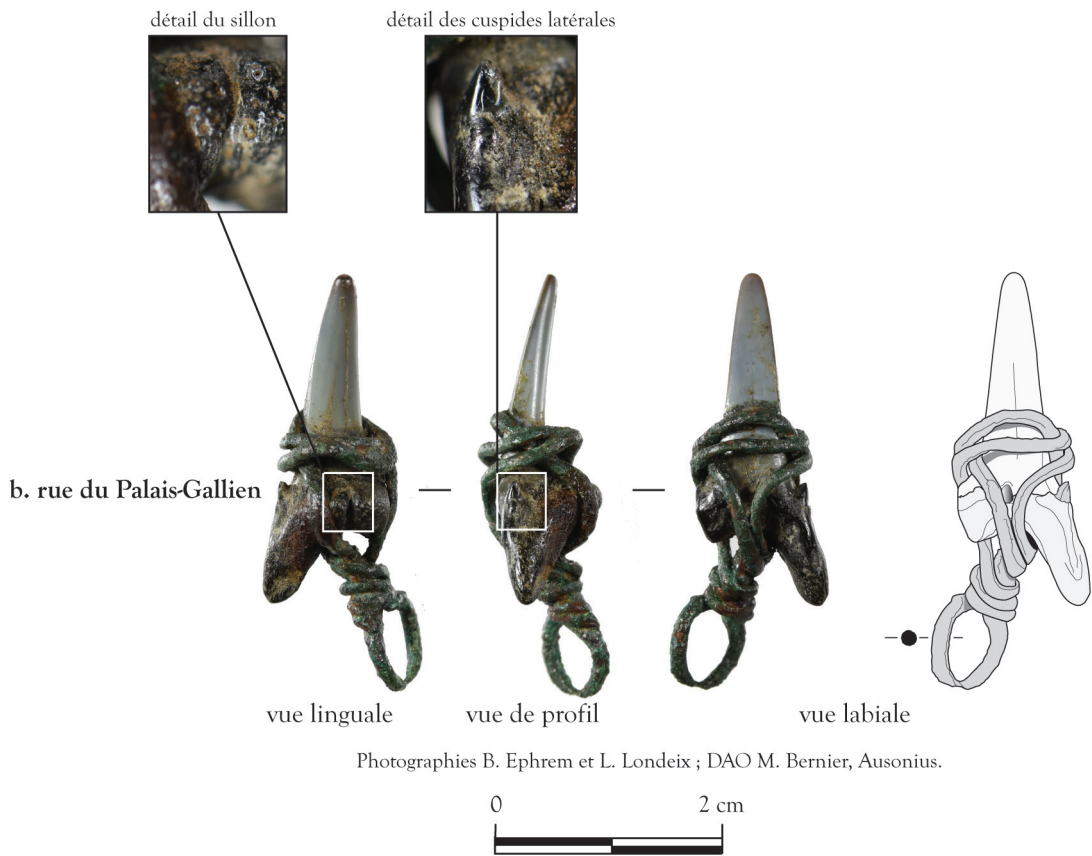 détail du sillon
détail des cuspides latérales
b. rue du Palais-Gallien
vue linguale
vue de profil
vue labiale
Photographies B. Ephrem et L. Londeix ; DAO M. Bernier, Ausonius.
0
2 cm